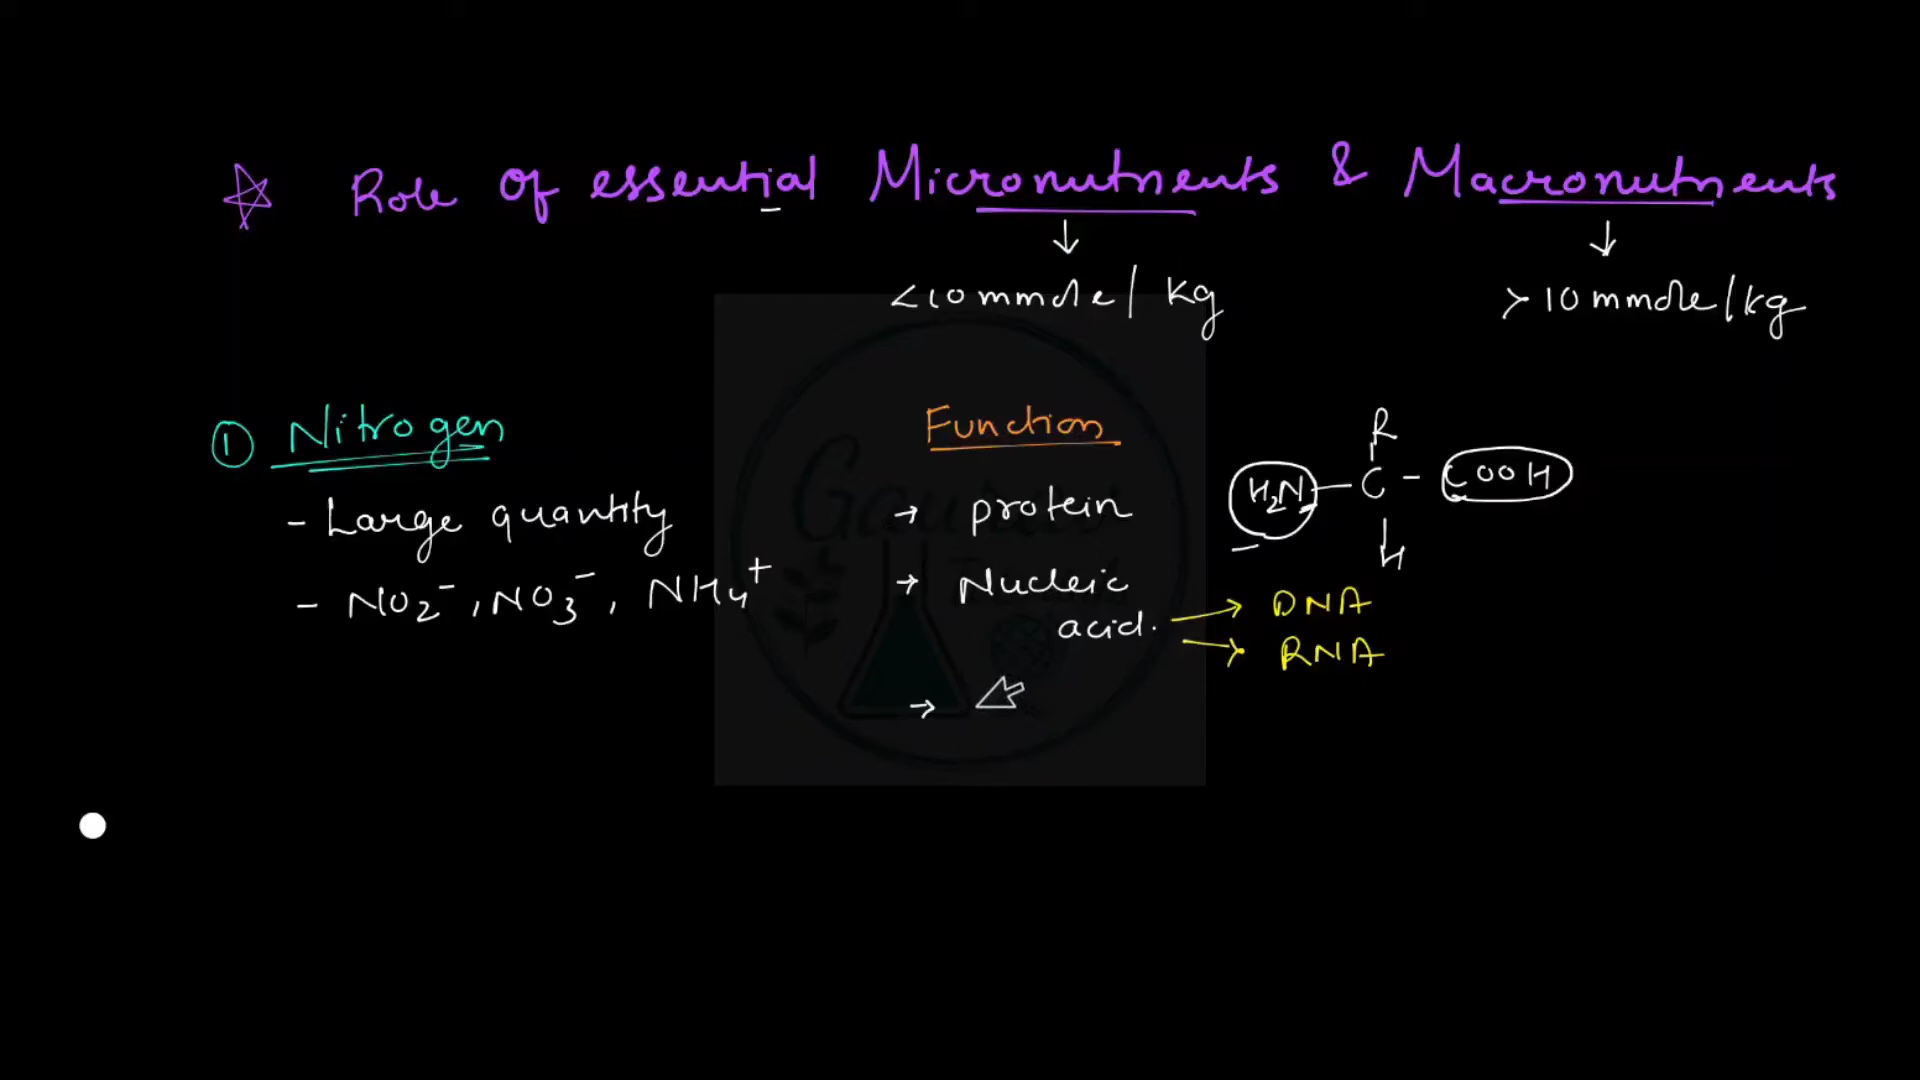 ☆ Role of essential Micronutrients & Macronutrients
↓ ↓
<10 mmole/ Kg >10 mmole/kg
① Nitrogen
- Large quantity
- NO2⁻, NO3⁻, NH4⁺
Function
→ protein
→ Nucleic acid.
→ DNA
→ RNA
→
R
H2N - C - COOH
H